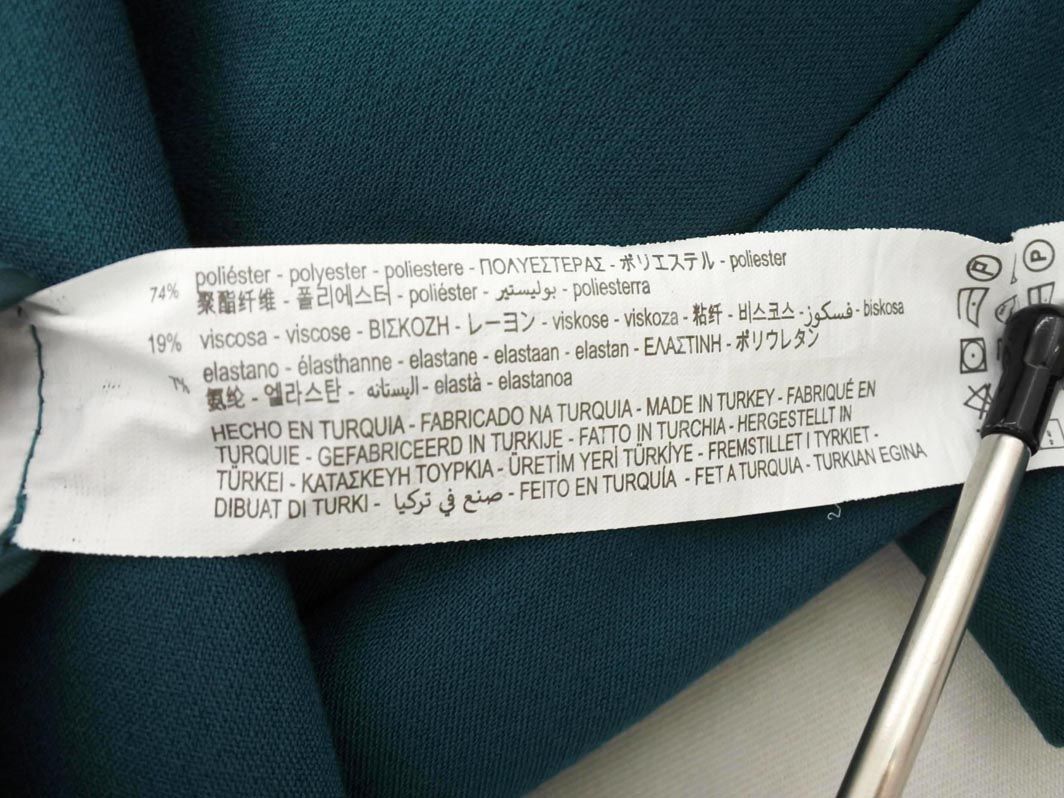 74% poliéster - polyester - poliestere - ΠΟΛΥΕΣΤΕΡΑΣ - ポリエステル - poliester
聚酯纤维 - 폴리에스터 - poliéster - بوليستير - poliesterra
19% viscosa - viscose - ΒΙΣΚΟΖΗ - レーヨン - viskose - viskoza - 粘纤 - 비스코스 - فسكوز - biskosa
7% elastano - élasthanne - elastane - elastaan - elastan - ΕΛΑΣΤΙΝΗ - ポリウレタン
氨纶 - 엘라스탄 - اليستانه - elastà - elastanoa
HECHO EN TURQUIA - FABRICADO NA TURQUIA - MADE IN TURKEY - FABRIQUÉ EN
TURQUIE - GEFABRICEERD IN TURKIJE - FATTO IN TURCHIA - HERGESTELLT IN
TÜRKEI - ΚΑΤΑΣΚΕΥΗ ΤΟΥΡΚΙΑ - ÜRETİM YERİ TÜRKİYE - FREMSTILLET I TYRKIET -
DIBUAT DI TURKI - صنع في تركيا - FEITO EN TURQUÍA - FET A TURQUIA - TURKIAN EGINA
P
P